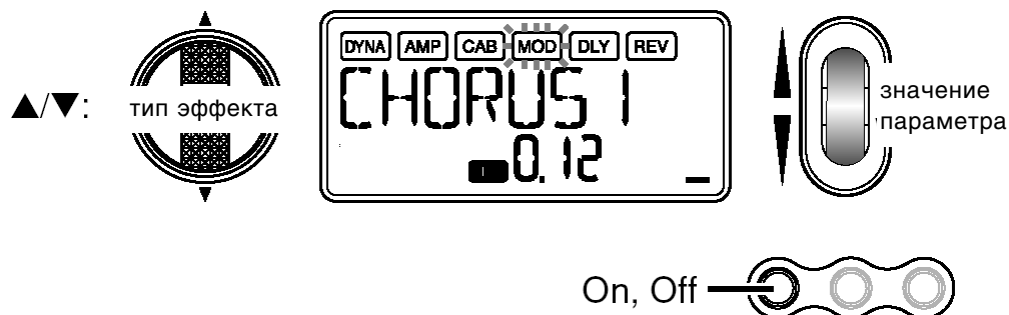 DYNA AMP CAB MOD DLY REV
▲/▼: тип эффекта
CHORUS 1
значение
параметра
0.12
On, Off